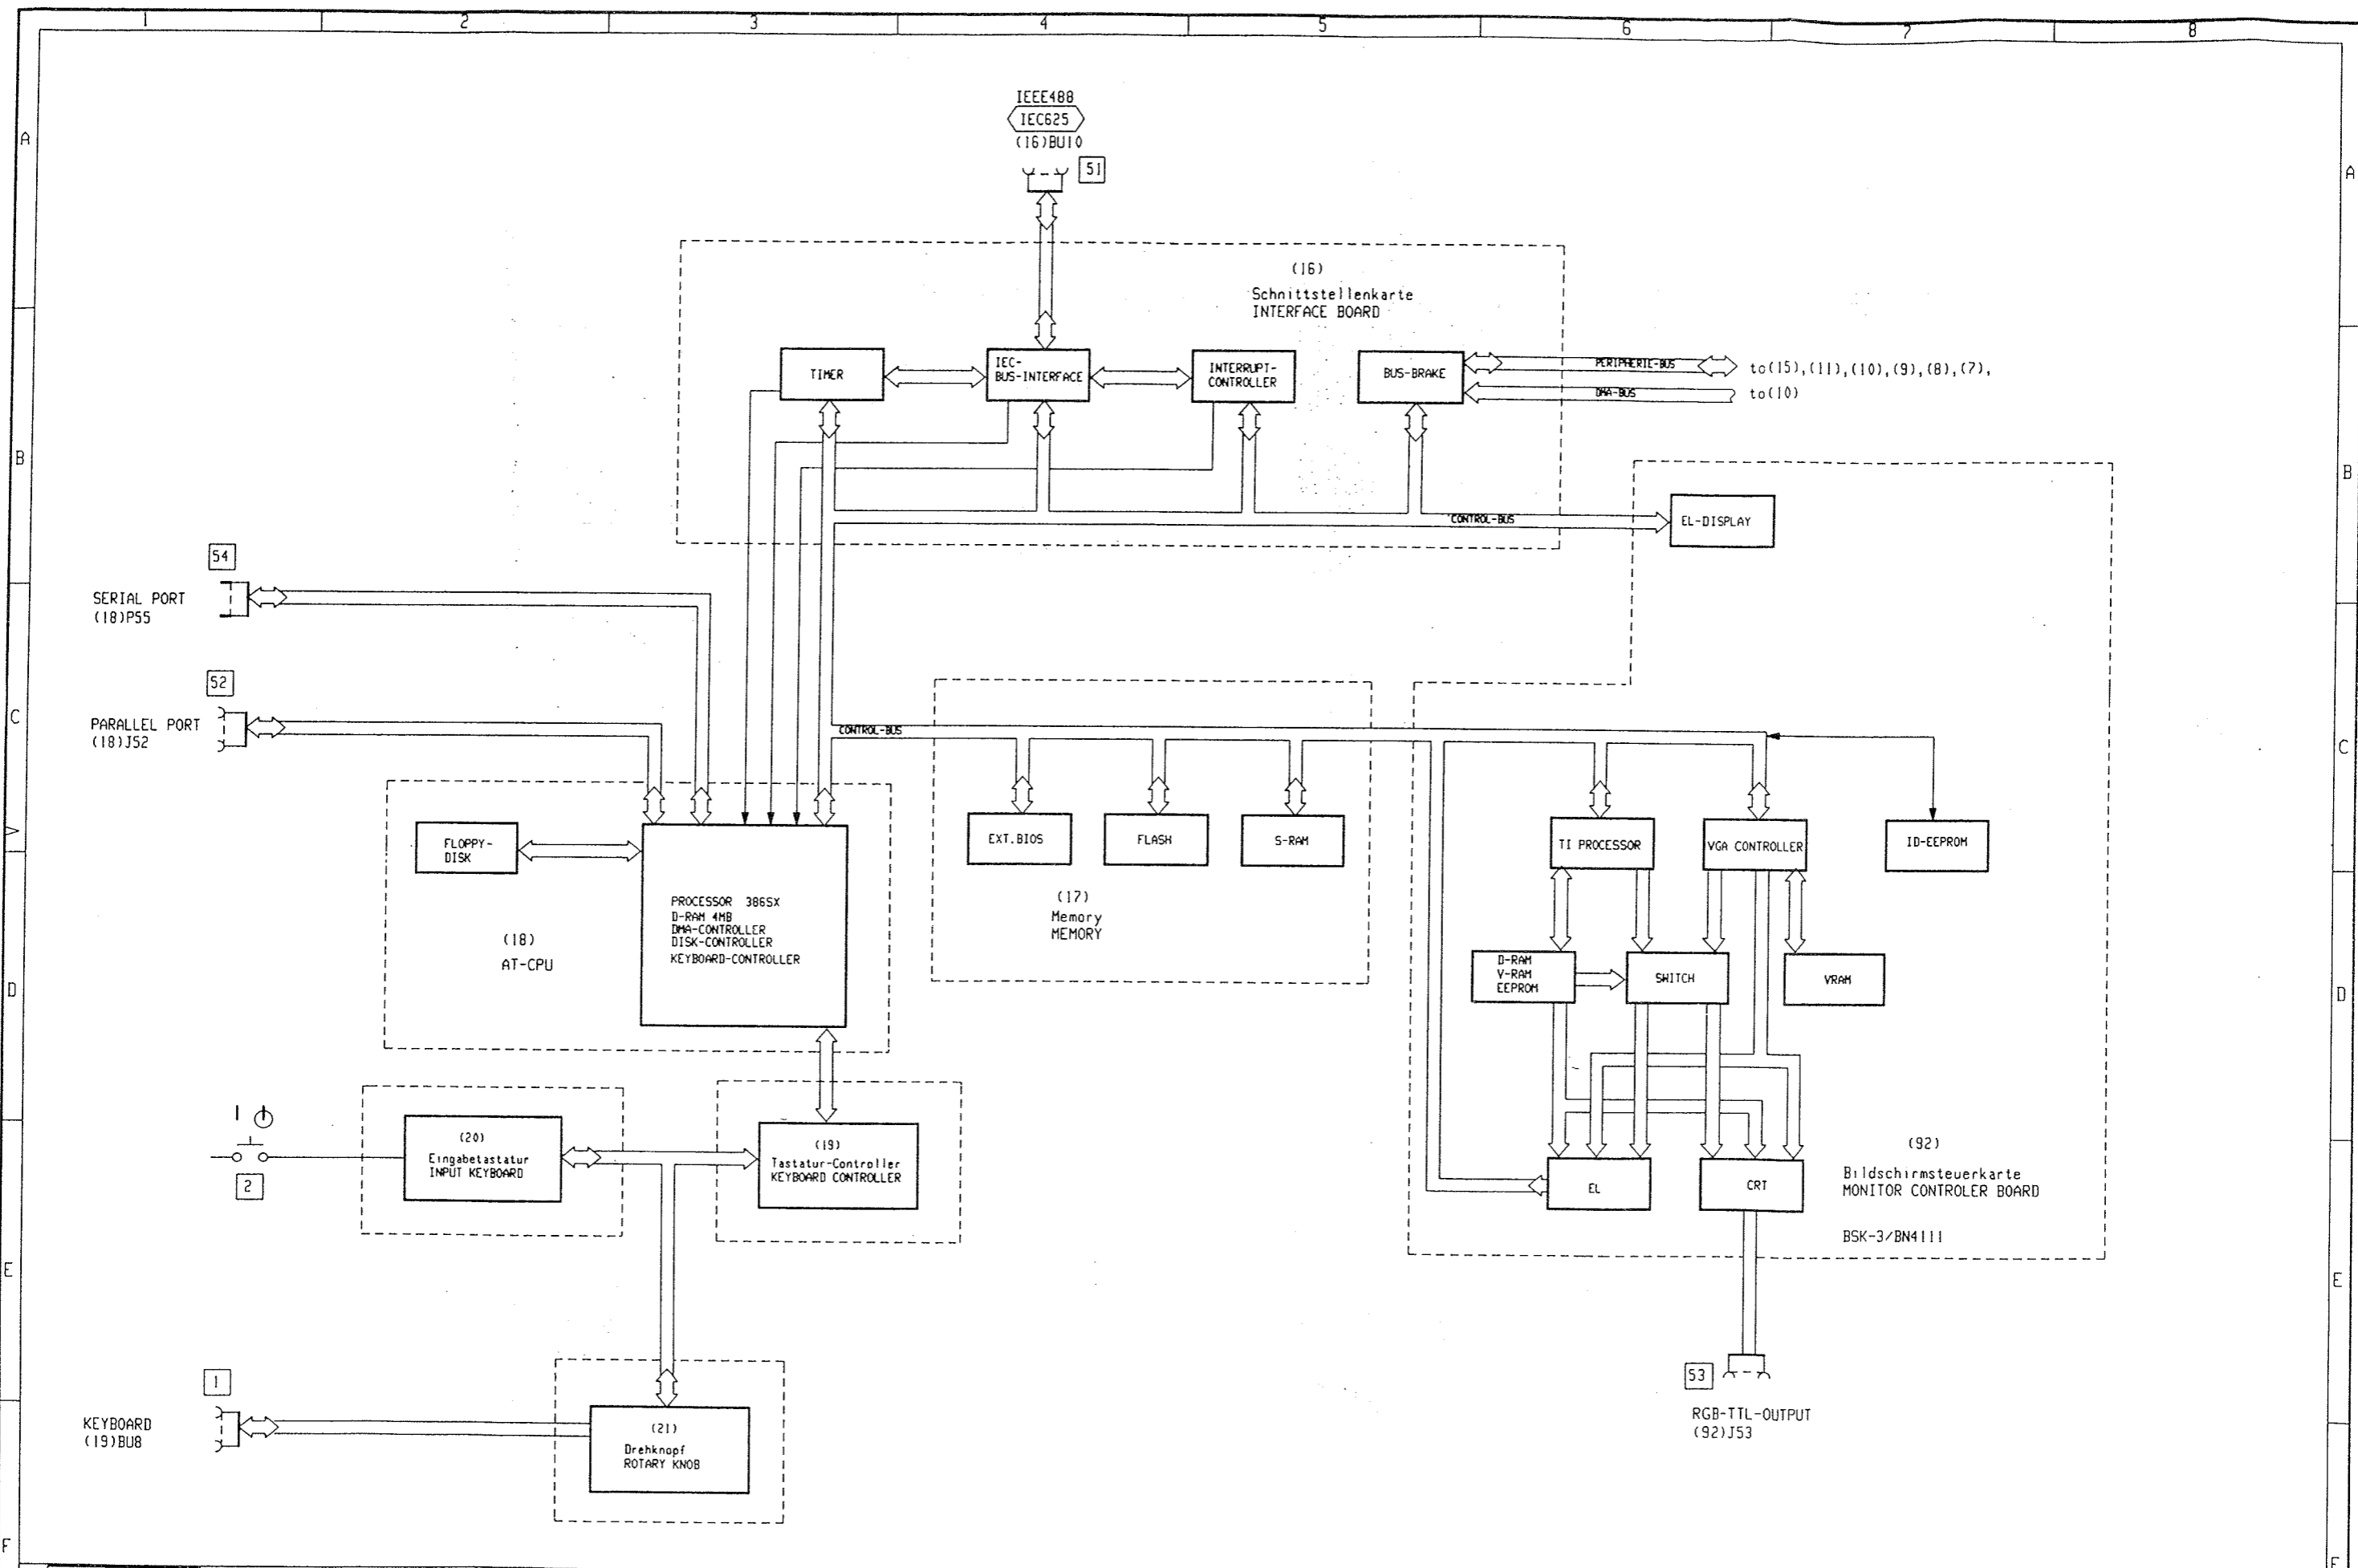 1 2 3 4 5 6 7 8
A
A
B
B
C
C
D
D
E
E
F
F
IEEE488
IEC625
(16)BU10
51
(16)
Schnittstellenkarte
INTERFACE BOARD
TIMER
IEC-
BUS-INTERFACE
INTERRUPT-
CONTROLLER
BUS-BRAKE
PERIPHERIE-BUS
to(15),(11),(10),(9),(8),(7),
DMA-BUS
to(10)
CONTROL-BUS
EL-DISPLAY
54
SERIAL PORT
(18)P55
52
PARALLEL PORT
(18)J52
CONTROL-BUS
FLOPPY-
DISK
PROCESSOR 386SX
D-RAM 4MB
DMA-CONTROLLER
DISK-CONTROLLER
KEYBOARD-CONTROLLER
(18)
AT-CPU
EXT.BIOS
FLASH
S-RAM
(17)
Memory
MEMORY
TI PROCESSOR
VGA CONTROLLER
ID-EEPROM
D-RAM
V-RAM
EEPROM
SWITCH
VRAM
EL
CRT
(92)
Bildschirmsteuerkarte
MONITOR CONTROLER BOARD
BSK-3/BN4111
2
(20)
Eingabetastatur
INPUT KEYBOARD
(19)
Tastatur-Controller
KEYBOARD CONTROLLER
1
KEYBOARD
(19)BU8
(21)
Drehknopf
ROTARY KNOB
53
RGB-TTL-OUTPUT
(92)J53